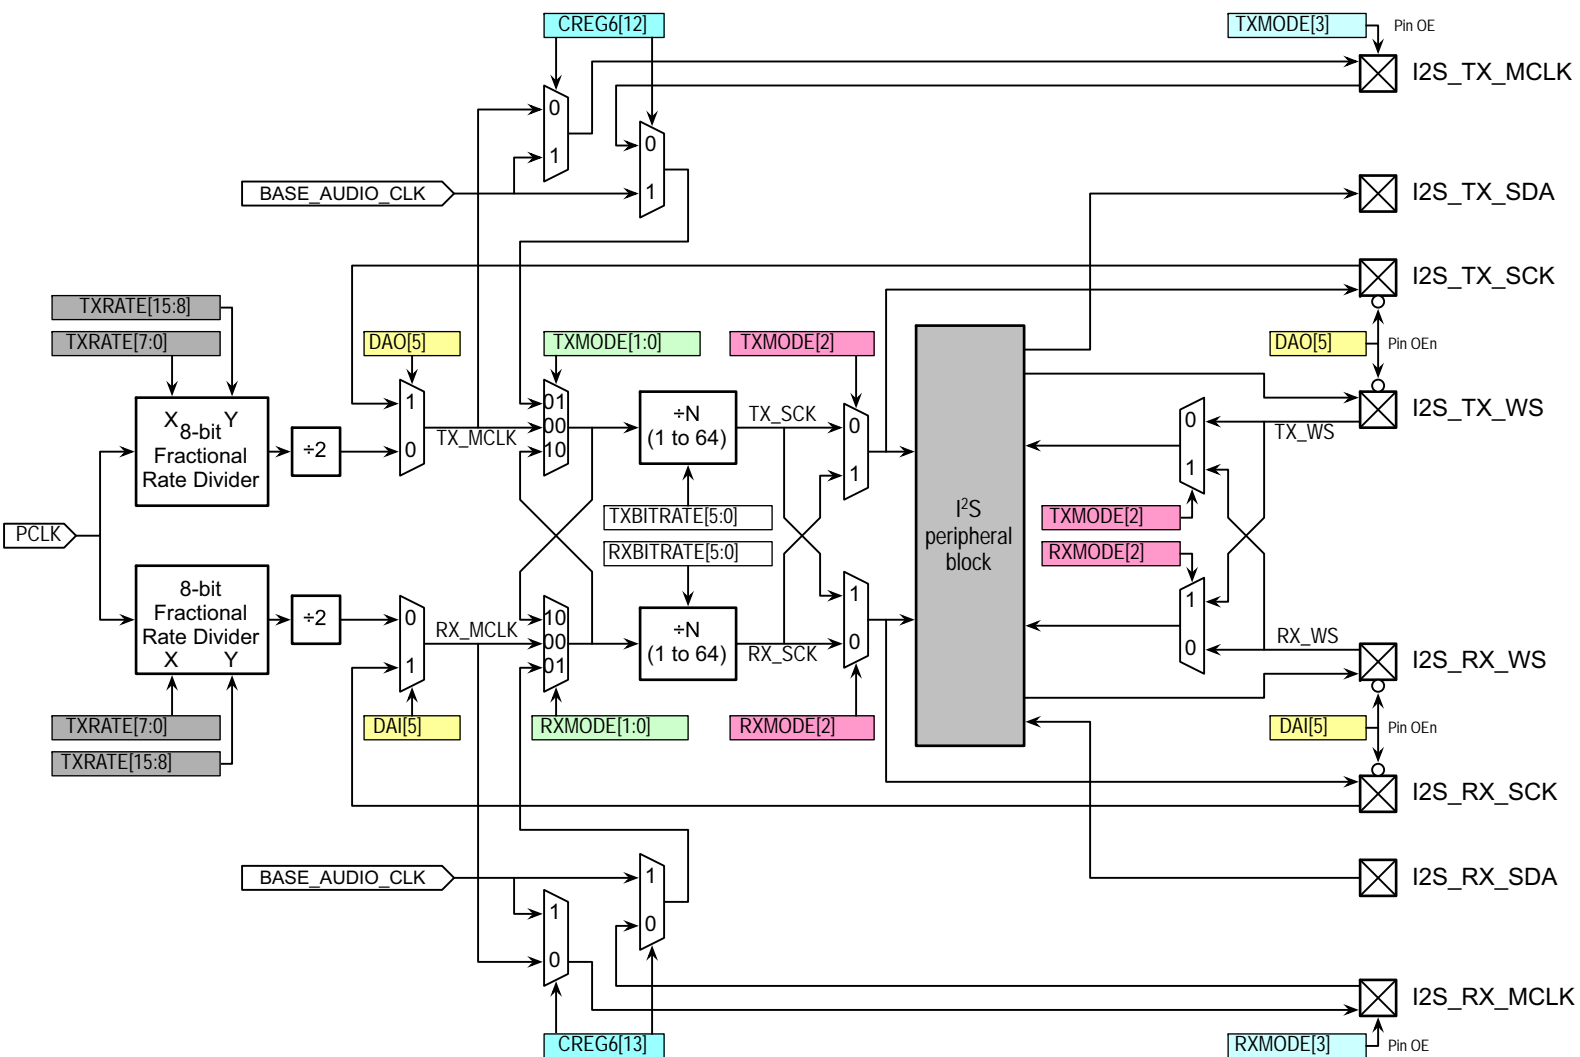 CREG6[12]
TXMODE[3]
Pin OE
I2S_TX_MCLK
0
1
0
1
BASE_AUDIO_CLK
I2S_TX_SDA
I2S_TX_SCK
TXRATE[15:8]
TXRATE[7:0]
DAO[5]
TXMODE[1:0]
TXMODE[2]
DAO[5]
Pin OEn
I2S_TX_WS
X Y
8-bit
Fractional
Rate Divider
÷2
1
0
TX_MCLK
01
00
10
÷N
(1 to 64)
TX_SCK
0
1
0
1
TX_WS
TXBITRATE[5:0]
TXMODE[2]
PCLK
I²S
peripheral
block
RXBITRATE[5:0]
RXMODE[2]
8-bit
Fractional
Rate Divider
X Y
÷2
0
1
RX_MCLK
10
00
01
÷N
(1 to 64)
RX_SCK
1
0
1
0
RX_WS
I2S_RX_WS
TXRATE[7:0]
TXRATE[15:8]
DAI[5]
RXMODE[1:0]
RXMODE[2]
DAI[5]
Pin OEn
I2S_RX_SCK
BASE_AUDIO_CLK
1
0
1
0
I2S_RX_SDA
I2S_RX_MCLK
CREG6[13]
RXMODE[3]
Pin OE